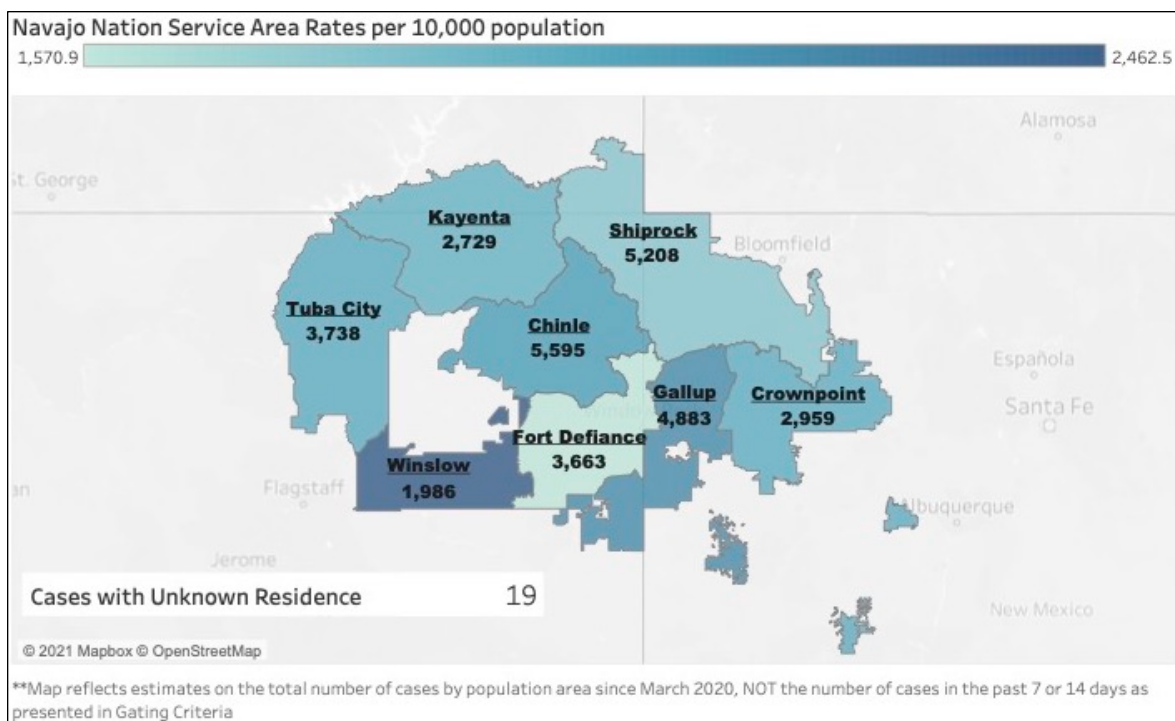 Navajo Nation Service Area Rates per 10,000 population
1,570.9
2,462.5
Alamosa
St. George
Kayenta
2,729
Shiprock
5,208
Bloomfield
Tuba City
3,738
Chinle
5,595
Española
Gallup
4,883
Crownpoint
2,959
Santa Fe
Fort Defiance
3,663
Winslow
1,986
Flagstaff
an
Albuquerque
Jerome
Cases with Unknown Residence 19
New Mexico
© 2021 Mapbox © OpenStreetMap
**Map reflects estimates on the total number of cases by population area since March 2020, NOT the number of cases in the past 7 or 14 days as
presented in Gating Criteria